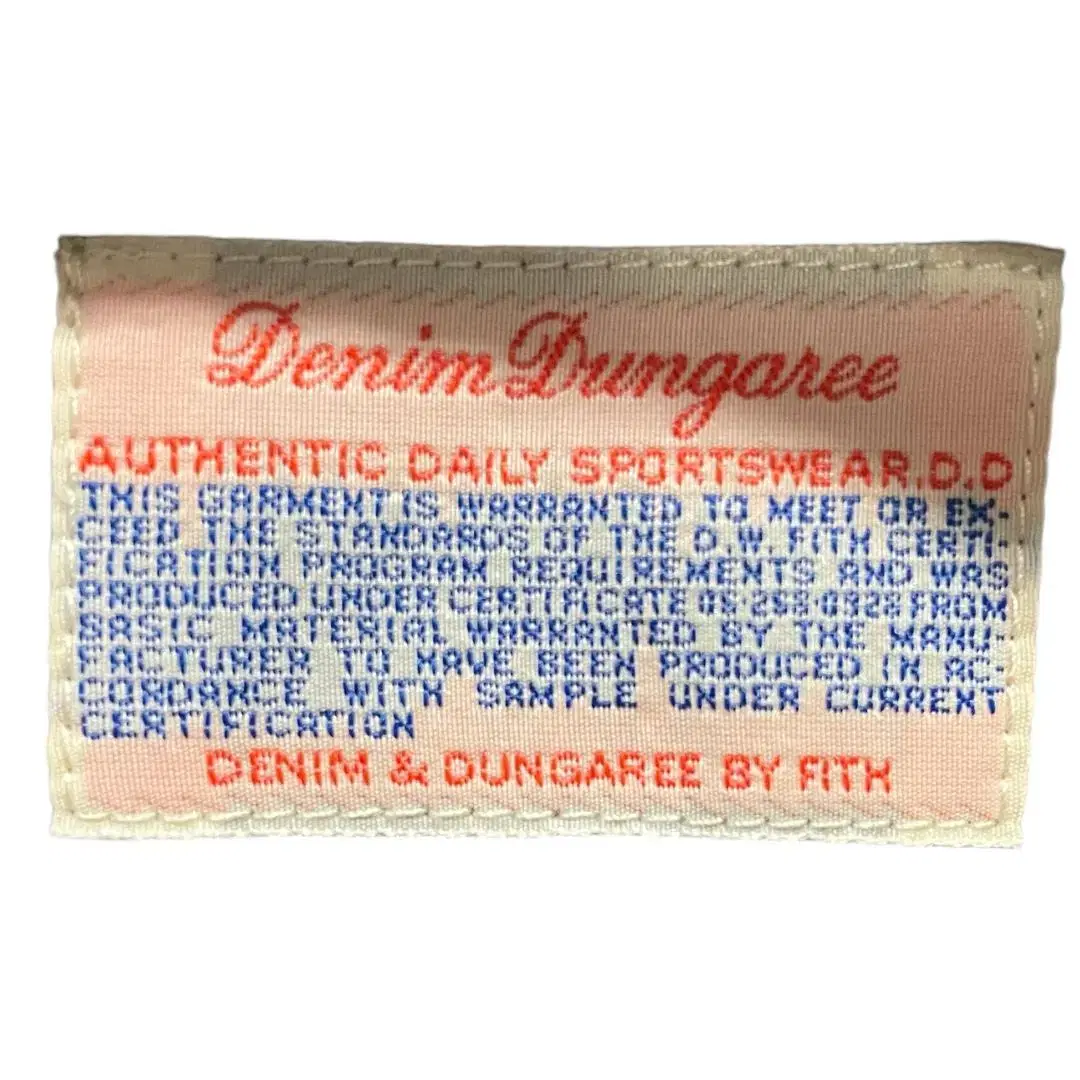 Denim Dungaree
AUTHENTIC DAILY SPORTSWEAR.D.D
THIS GARMENT IS WARRANTED TO MEET OR EX-
CEED THE STANDARDS OF THE D.W. FITH CERTI-
FICATION PROGRAM REQUIREMENTS AND WAS
PRODUCED UNDER CERTIFICATE FROM
BASIC MATERIAL WARRANTED BY THE MANU-
FACTURER TO HAVE BEEN PRODUCED IN AC-
CORDANCE WITH SAMPLE UNDER CURRENT
CERTIFICATION
DENIM & DUNGAREE BY FITH